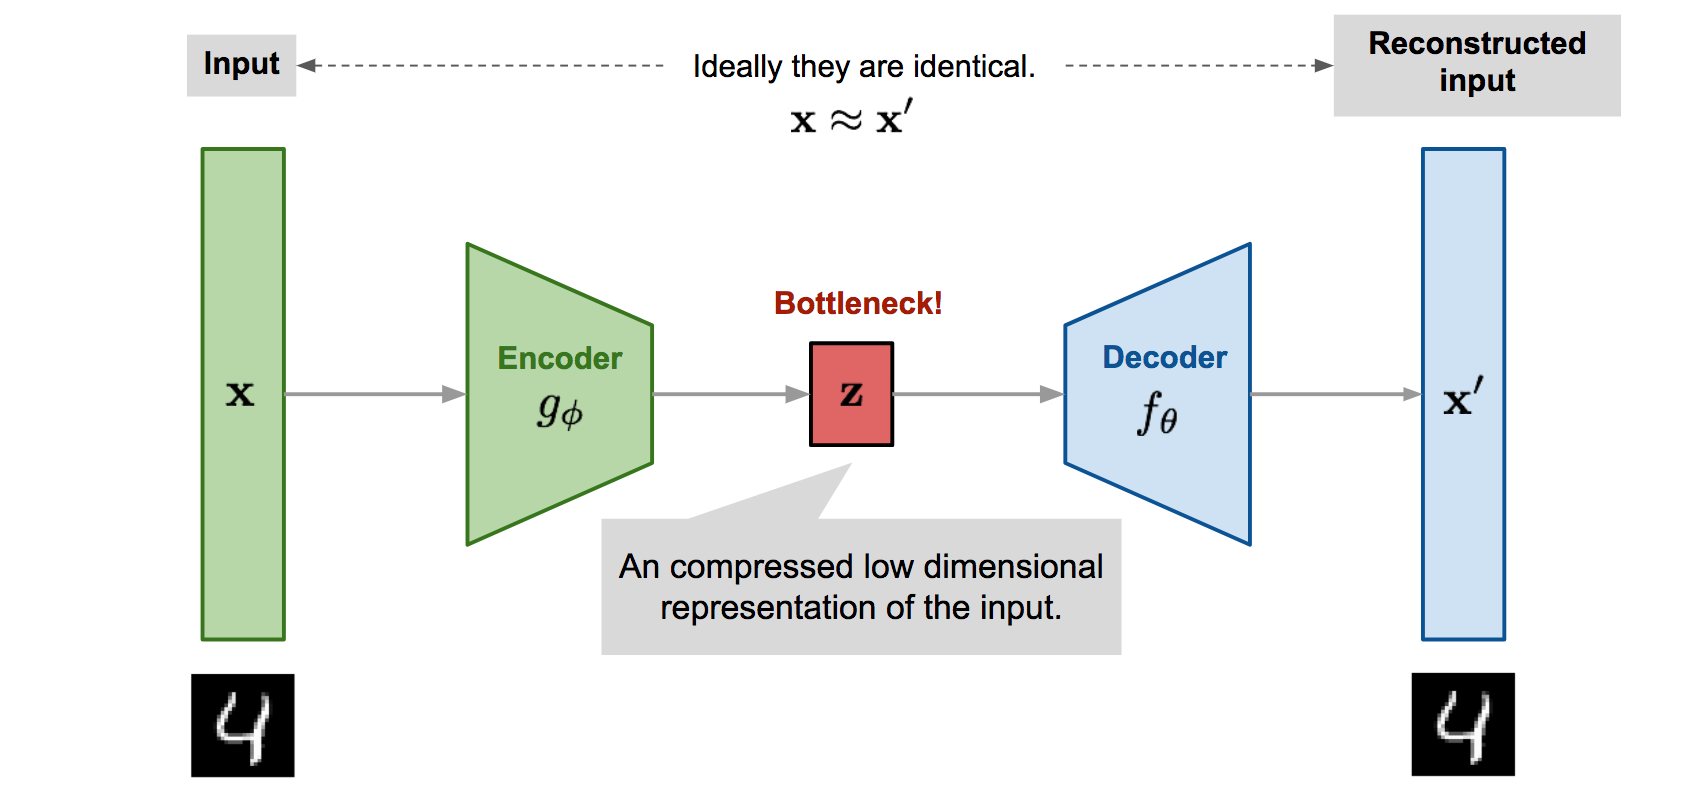 Input
Ideally they are identical.
x ≈ x′
Reconstructed
input
x
Encoder
gϕ
Bottleneck!
z
Decoder
fθ
x′
An compressed low dimensional
representation of the input.
4
4